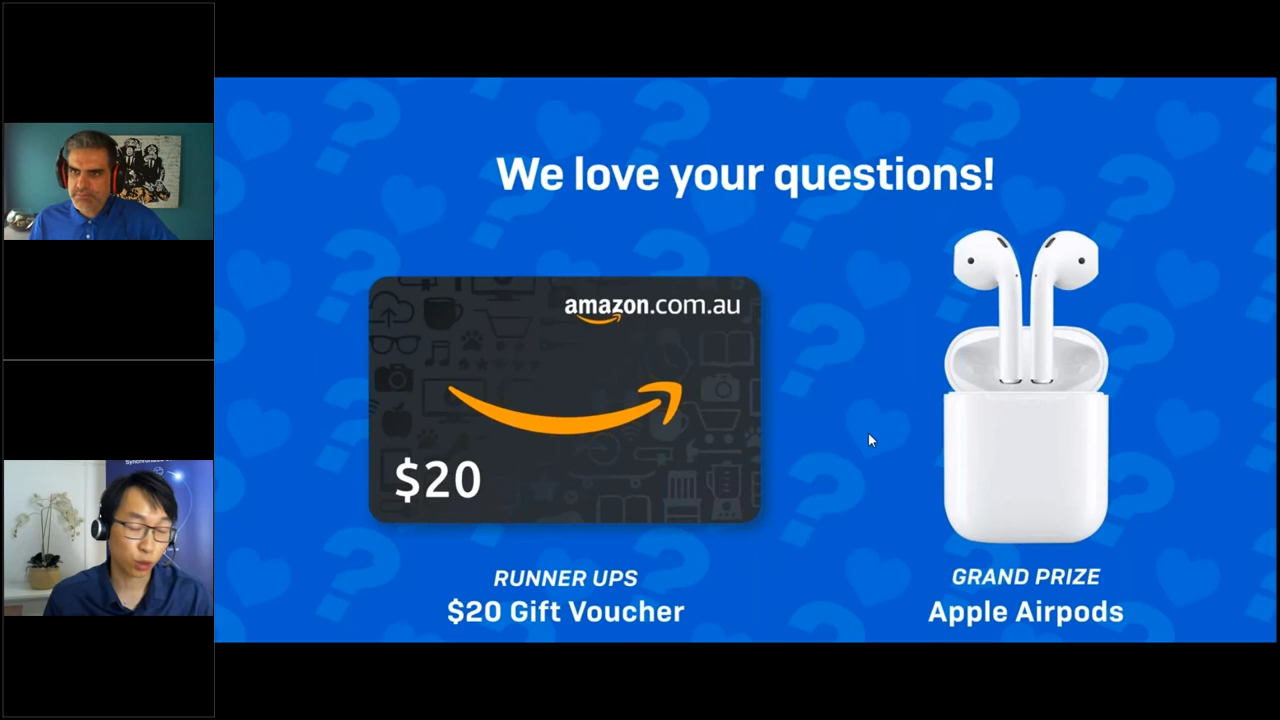 We love your questions!
amazon.com.au
$20
RUNNER UPS
$20 Gift Voucher
GRAND PRIZE
Apple Airpods